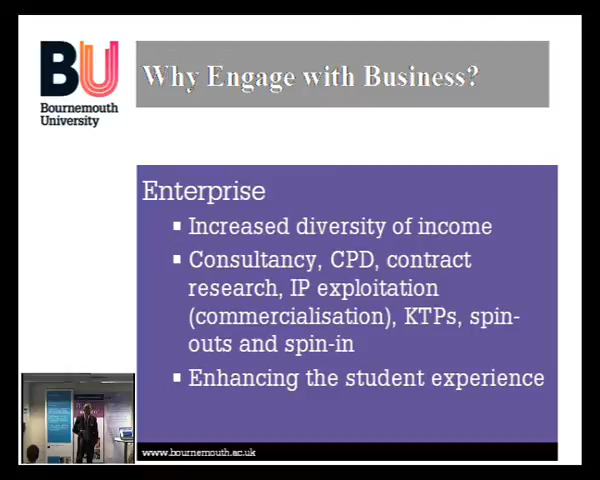 BU
Bournemouth
University
Why Engage with Business?
Enterprise
▪ Increased diversity of income
▪ Consultancy, CPD, contract
research, IP exploitation
(commercialisation), KTPs, spin-
outs and spin-in
▪ Enhancing the student experience
www.bournemouth.ac.uk